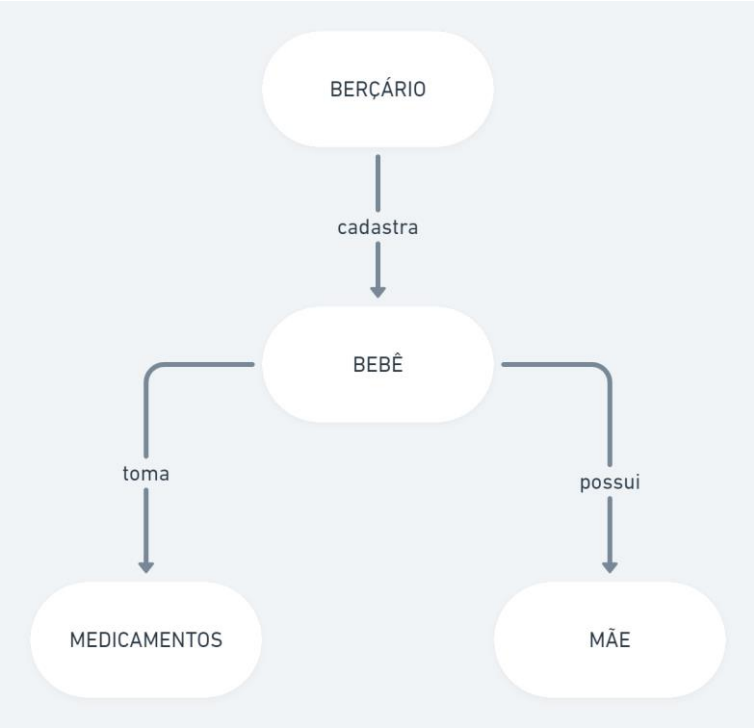 BERÇÁRIO
cadastra
BEBÊ
toma
possui
MEDICAMENTOS
MÃE